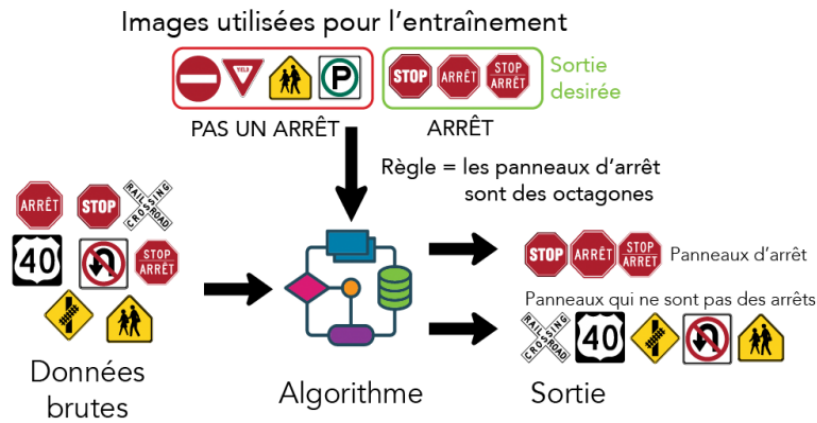 Images utilisées pour l'entraînement
YIELD
P
STOP
ARRÊT
STOP
ARRÊT
Sortie
desirée
PAS UN ARRÊT
ARRÊT
Règle = les panneaux d'arrêt
sont des octagones
ARRÊT
STOP
RAILROAD
CROSSING
40
STOP
ARRÊT
STOP
ARRÊT
STOP
ARRÊT
Panneaux d'arrêt
Panneaux qui ne sont pas des arrêts
RAILROAD
CROSSING
40
Données
brutes
Algorithme
Sortie